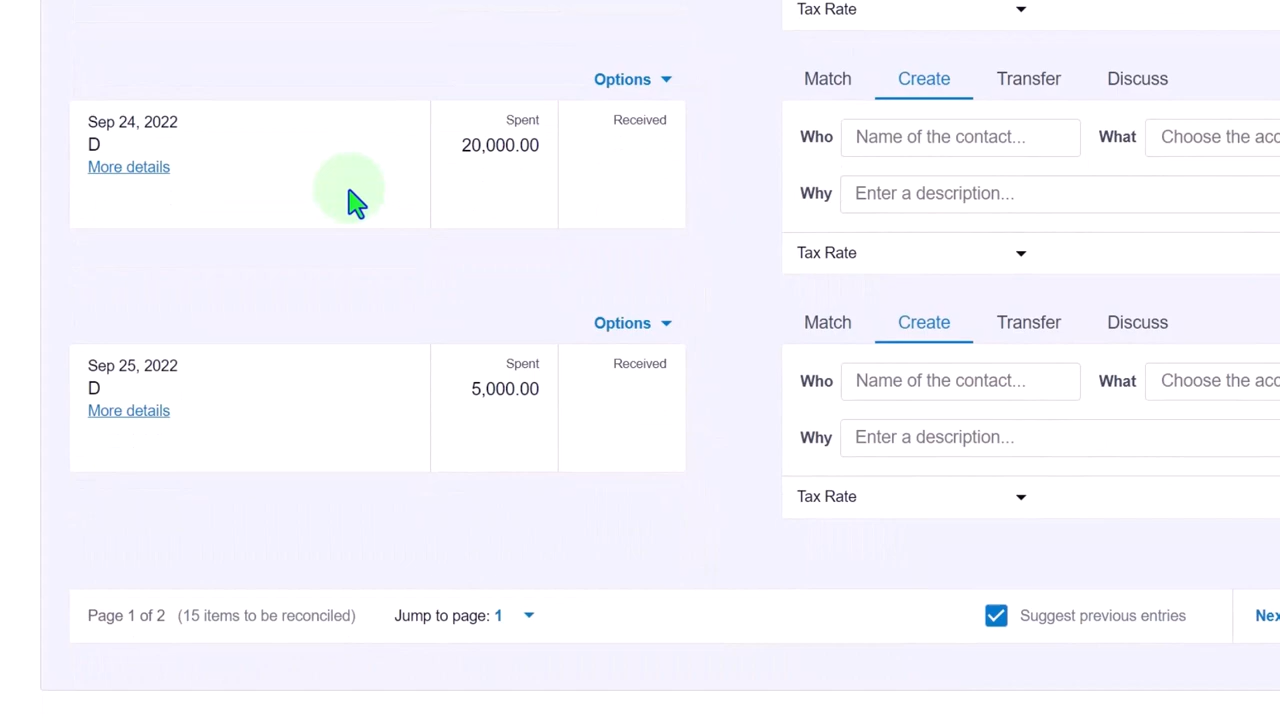 Tax Rate
Options
Match Create Transfer Discuss
Sep 24, 2022 Spent Received
D 20,000.00
More details
Who Name of the contact... What Choose the acc
Why Enter a description...
Tax Rate
Options
Match Create Transfer Discuss
Sep 25, 2022 Spent Received
D 5,000.00
More details
Who Name of the contact... What Choose the acc
Why Enter a description...
Tax Rate
Page 1 of 2 (15 items to be reconciled) Jump to page: 1 Suggest previous entries Nex